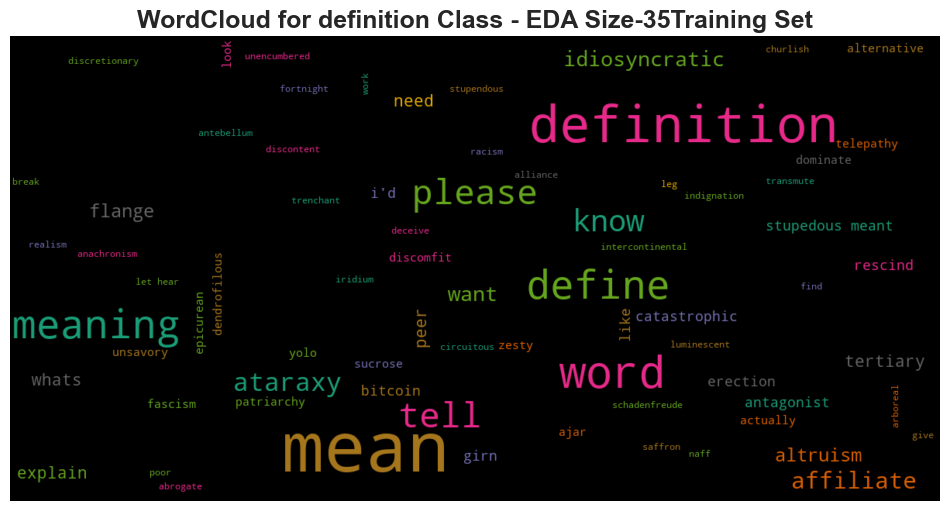 WordCloud for definition Class - EDA Size-35Training Set
discretionary
look
unencumbered
idiosyncratic
churlish
alternative
fortnight
work
need
stupendous
definition
antebellum
discontent
racism
telepathy
dominate
break
alliance
leg
transmute
trenchant
i'd
please
indignation
flange
know
stupedous meant
realism
anachronism
deceive
intercontinental
discomfit
rescind
let hear
dendrofilous
iridium
want
define
find
meaning
epicurean
peer
like
catastrophic
unsavory
yolo
circuitous
zesty
luminescent
whats
ataraxy
sucrose
bitcoin
word
erection
tertiary
fascism
patriarchy
tell
schadenfreude
antagonist
actually
arboreal
mean
ajar
give
explain
poor
girn
saffron
naff
altruism
abrogate
affiliate